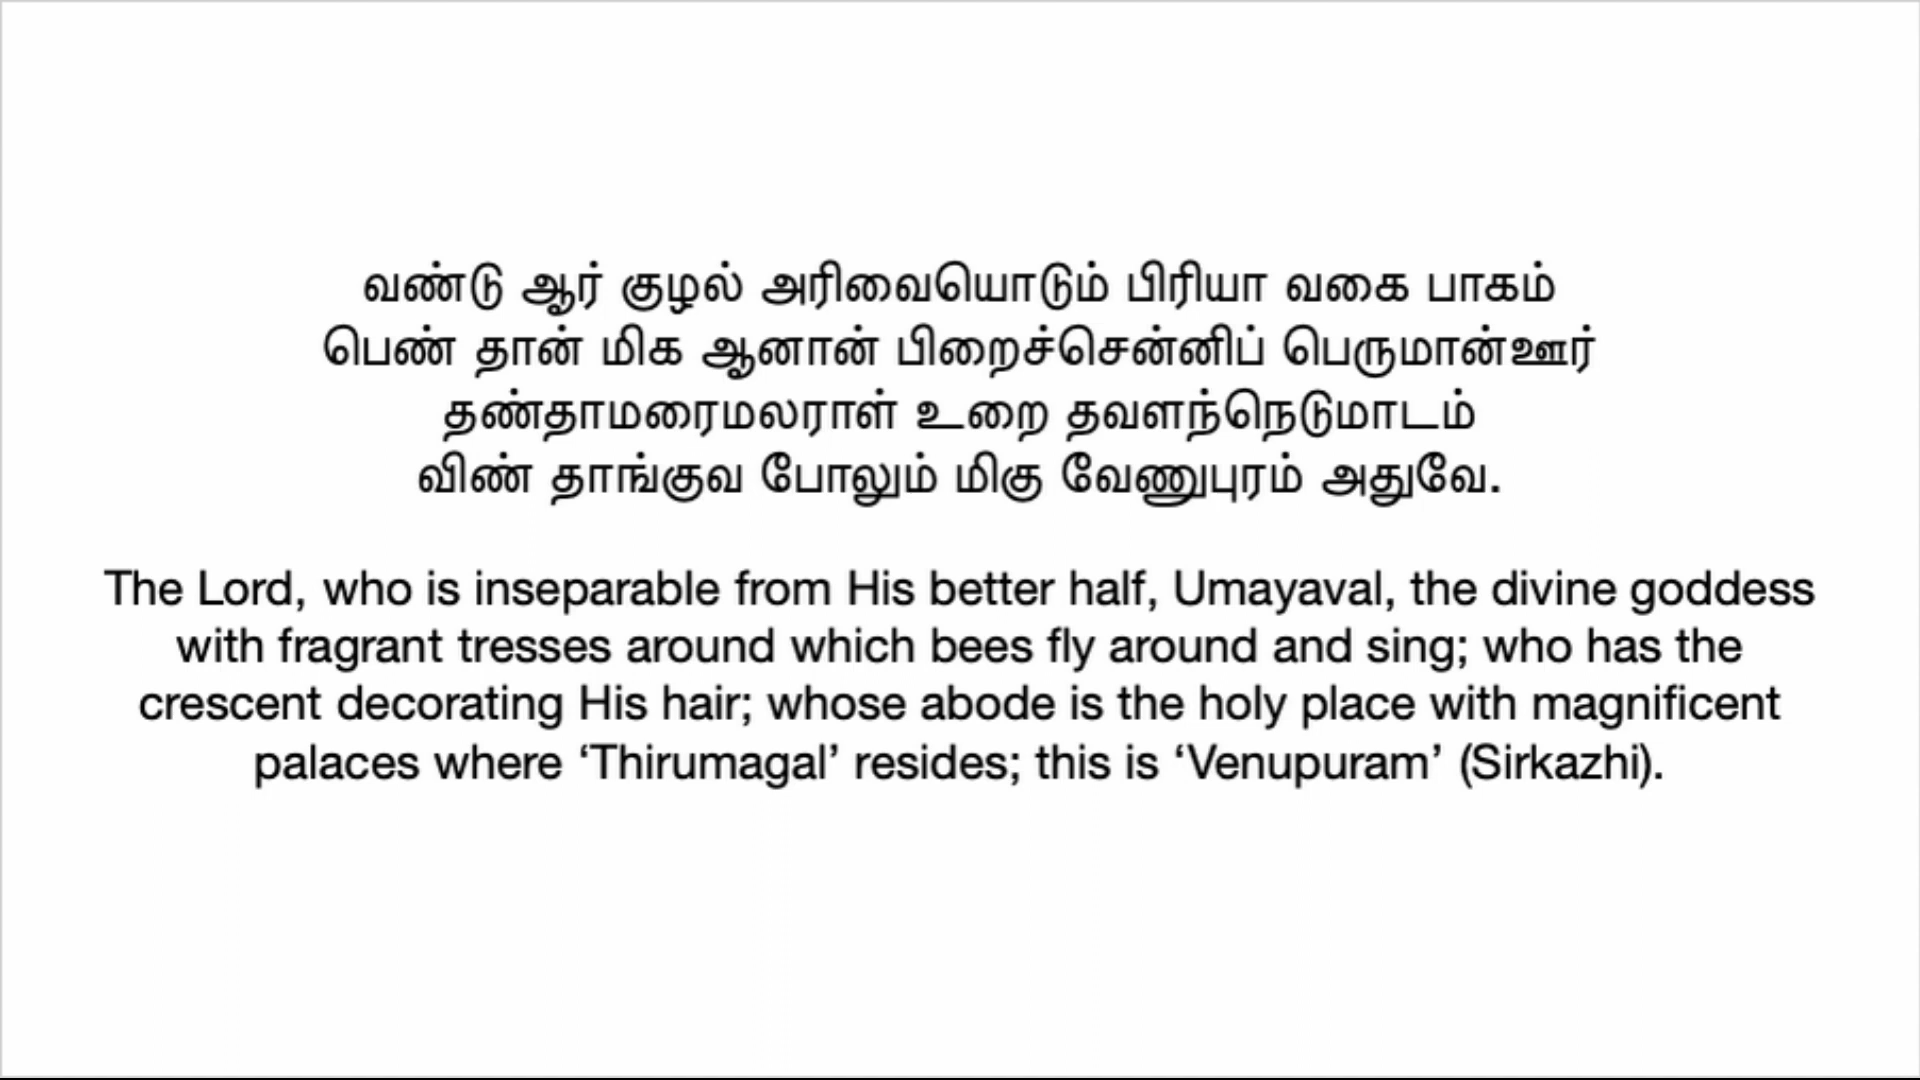 வண்டு ஆர் குழல் அரிவையொடும் பிரியா வகை பாகம்
பெண் தான் மிக ஆனான் பிறைச்சென்னிப் பெருமான்ஊர்
தண்தாமரைமலராள் உறை தவளந்நெடுமாடம்
விண் தாங்குவ போலும் மிகு வேணுபுரம் அதுவே.
The Lord, who is inseparable from His better half, Umayaval, the divine goddess
with fragrant tresses around which bees fly around and sing; who has the
crescent decorating His hair; whose abode is the holy place with magnificent
palaces where ‘Thirumagal’ resides; this is ‘Venupuram’ (Sirkazhi).